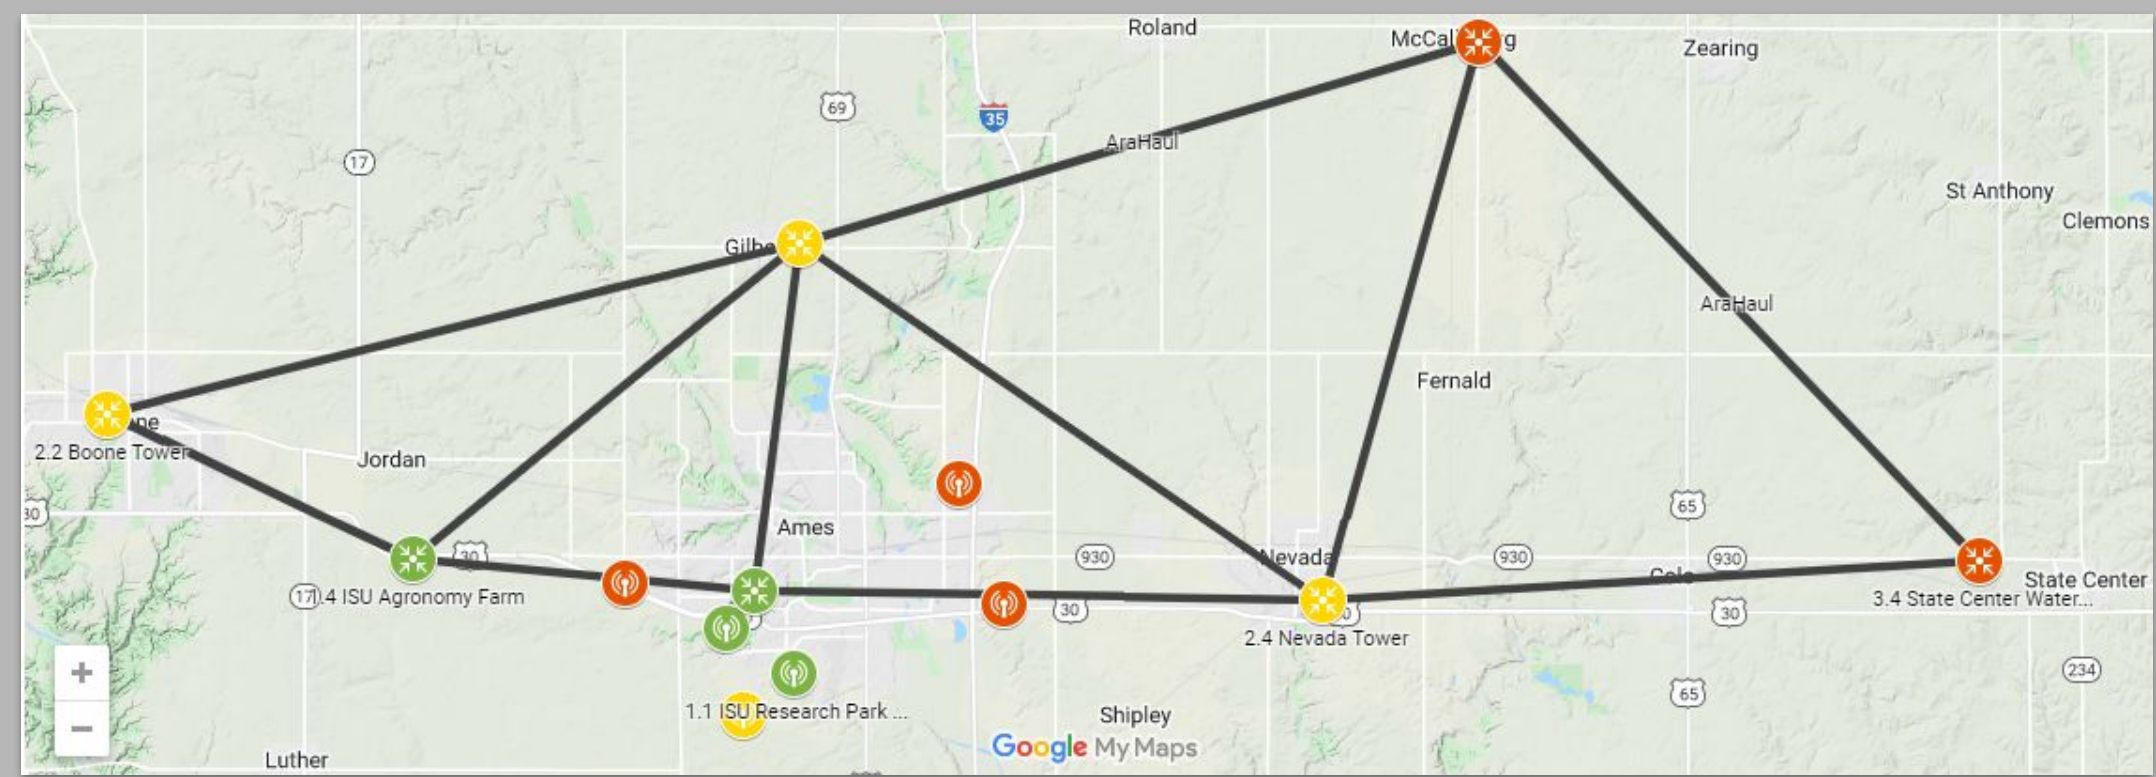 Roland
McCal
g
Zearing
69
35
AraHaul
17
St Anthony
Clemons
Gilbe
AraHaul
Fernald
ne
2.2 Boone Tower
Jordan
65
30
Ames
30
930
Nevada
930
930
State Center
.4 ISU Agronomy Farm
17
30
30
3.4 State Center Water...
2.4 Nevada Tower
234
65
1.1 ISU Research Park ...
Shipley
Google My Maps
Luther
+
−